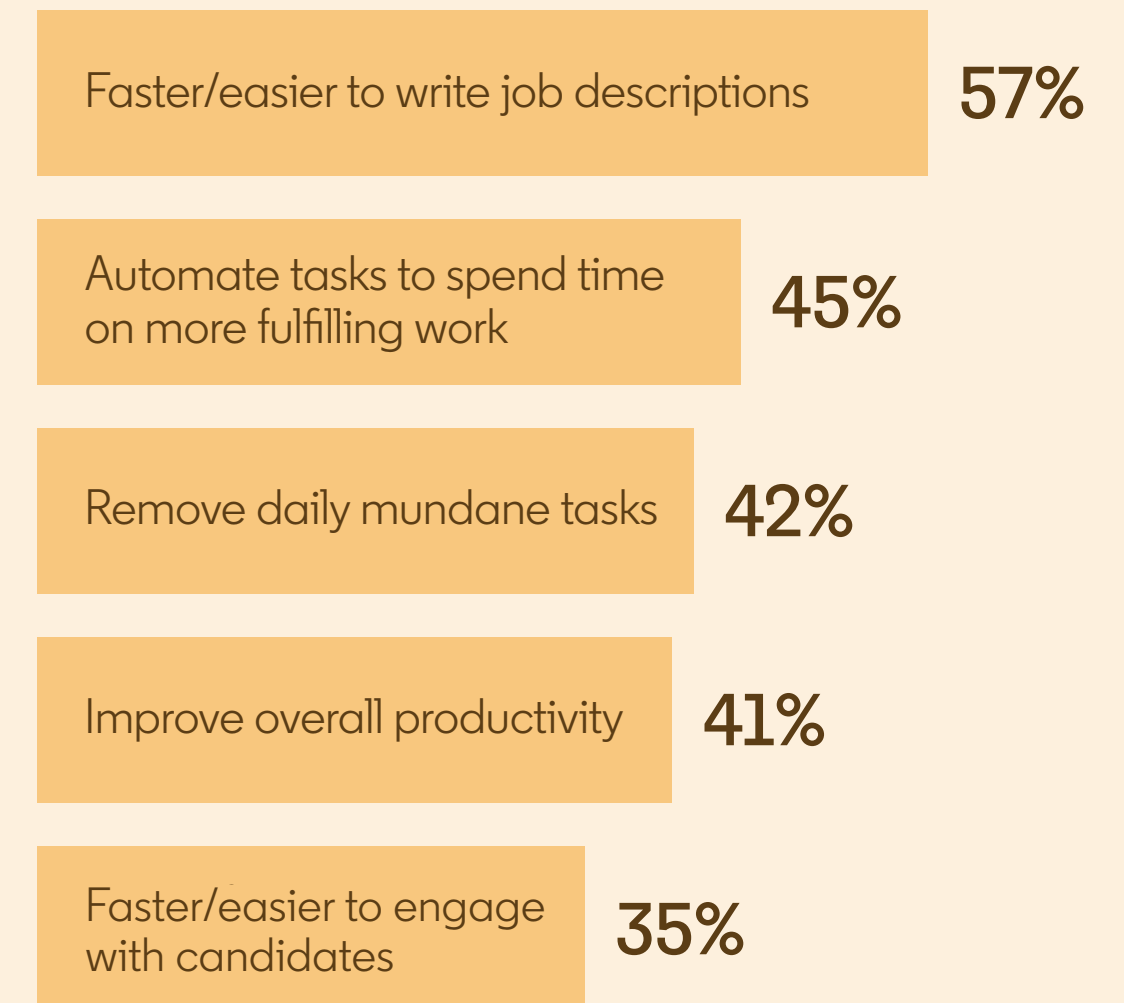 Faster/easier to write job descriptions
57%
Automate tasks to spend time
on more fulfilling work
45%
Remove daily mundane tasks
42%
Improve overall productivity
41%
Faster/easier to engage
with candidates
35%